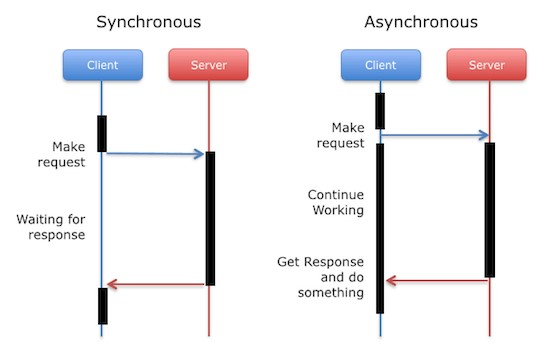 Synchronous
Client
Server
Make
request
Waiting for
response
Asynchronous
Client
Server
Make
request
Continue
Working
Get Response
and do
something